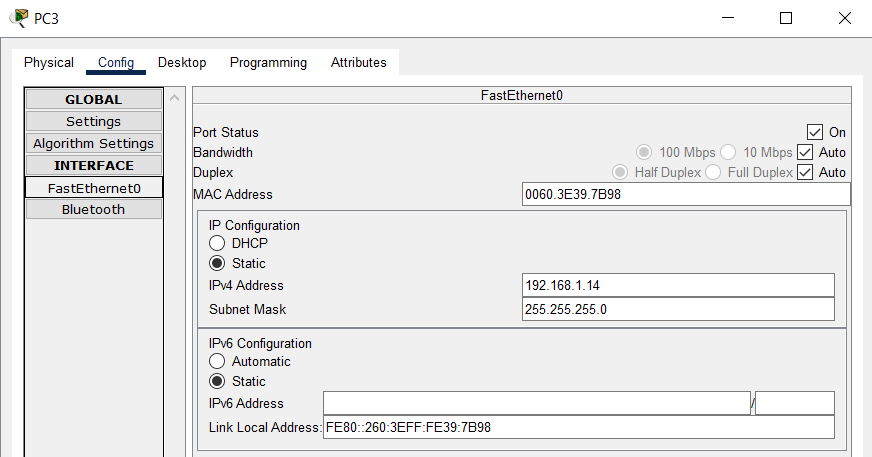 PC3
Physical Config Desktop Programming Attributes
GLOBAL
Settings
Algorithm Settings
INTERFACE
FastEthernet0
Bluetooth
FastEthernet0
Port Status On
Bandwidth 100 Mbps 10 Mbps Auto
Duplex Half Duplex Full Duplex Auto
MAC Address 0060.3E39.7B98
IP Configuration
DHCP
Static
IPv4 Address 192.168.1.14
Subnet Mask 255.255.255.0
IPv6 Configuration
Automatic
Static
IPv6 Address /
Link Local Address: FE80::260:3EFF:FE39:7B98